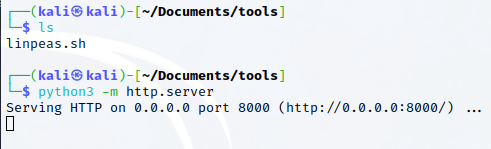 ┌──(kali㉿kali)-[~/Documents/tools]
└─$ ls
linpeas.sh
┌──(kali㉿kali)-[~/Documents/tools]
└─$ python3 -m http.server
Serving HTTP on 0.0.0.0 port 8000 (http://0.0.0.0:8000/) ...